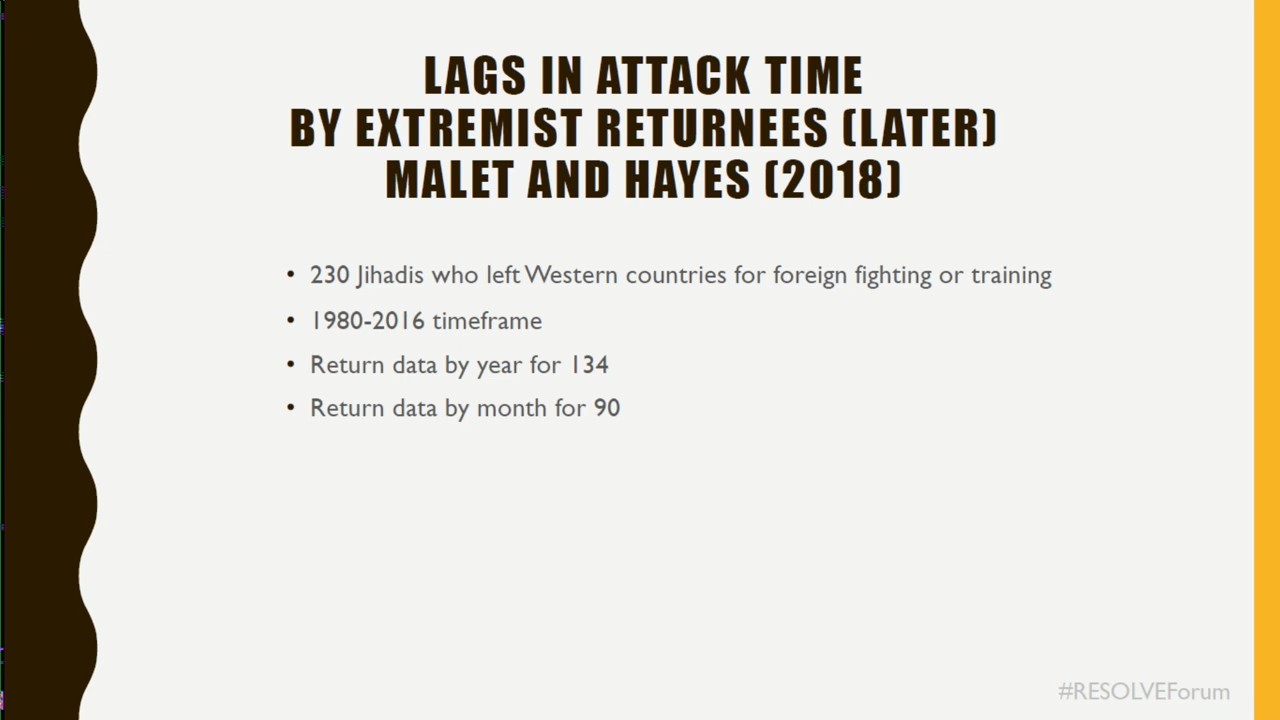 LAGS IN ATTACK TIME
BY EXTREMIST RETURNEES (LATER)
MALET AND HAYES (2018)
• 230 Jihadis who left Western countries for foreign fighting or training
• 1980-2016 timeframe
• Return data by year for 134
• Return data by month for 90
#RESOLVEForum